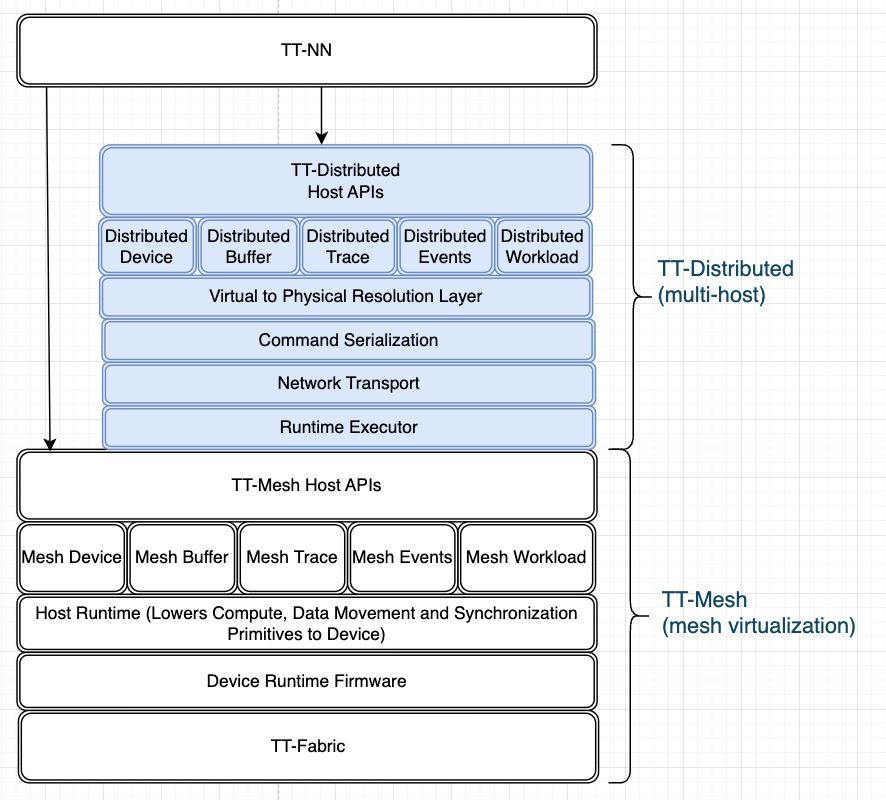 TT-NN
TT-Distributed
Host APIs
Distributed
Device
Distributed
Buffer
Distributed
Trace
Distributed
Events
Distributed
Workload
Virtual to Physical Resolution Layer
Command Serialization
Network Transport
Runtime Executor
TT-Distributed
(multi-host)
TT-Mesh Host APIs
Mesh Device
Mesh Buffer
Mesh Trace
Mesh Events
Mesh Workload
Host Runtime (Lowers Compute, Data Movement and Synchronization
Primitives to Device)
Device Runtime Firmware
TT-Fabric
TT-Mesh
(mesh virtualization)